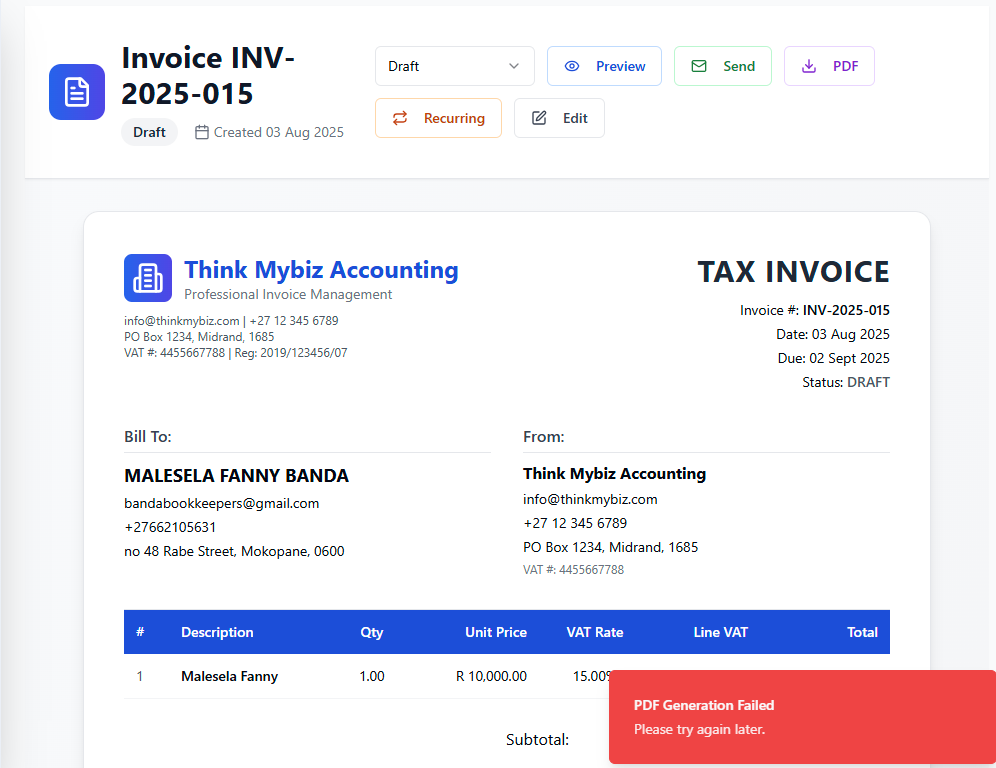 Invoice INV-
2025-015
Draft
Created 03 Aug 2025
Draft
Preview
Send
PDF
Recurring
Edit
Think Mybiz Accounting
Professional Invoice Management
info@thinkmybiz.com | +27 12 345 6789
PO Box 1234, Midrand, 1685
VAT #: 4455667788 | Reg: 2019/123456/07
TAX INVOICE
Invoice #: INV-2025-015
Date: 03 Aug 2025
Due: 02 Sept 2025
Status: DRAFT
Bill To:
MALESELA FANNY BANDA
bandabookkeepers@gmail.com
+27662105631
no 48 Rabe Street, Mokopane, 0600
From:
Think Mybiz Accounting
info@thinkmybiz.com
+27 12 345 6789
PO Box 1234, Midrand, 1685
VAT #: 4455667788
# Description Qty Unit Price VAT Rate Line VAT Total
1 Malesela Fanny 1.00 R 10,000.00 15.00%
Subtotal:
PDF Generation Failed
Please try again later.